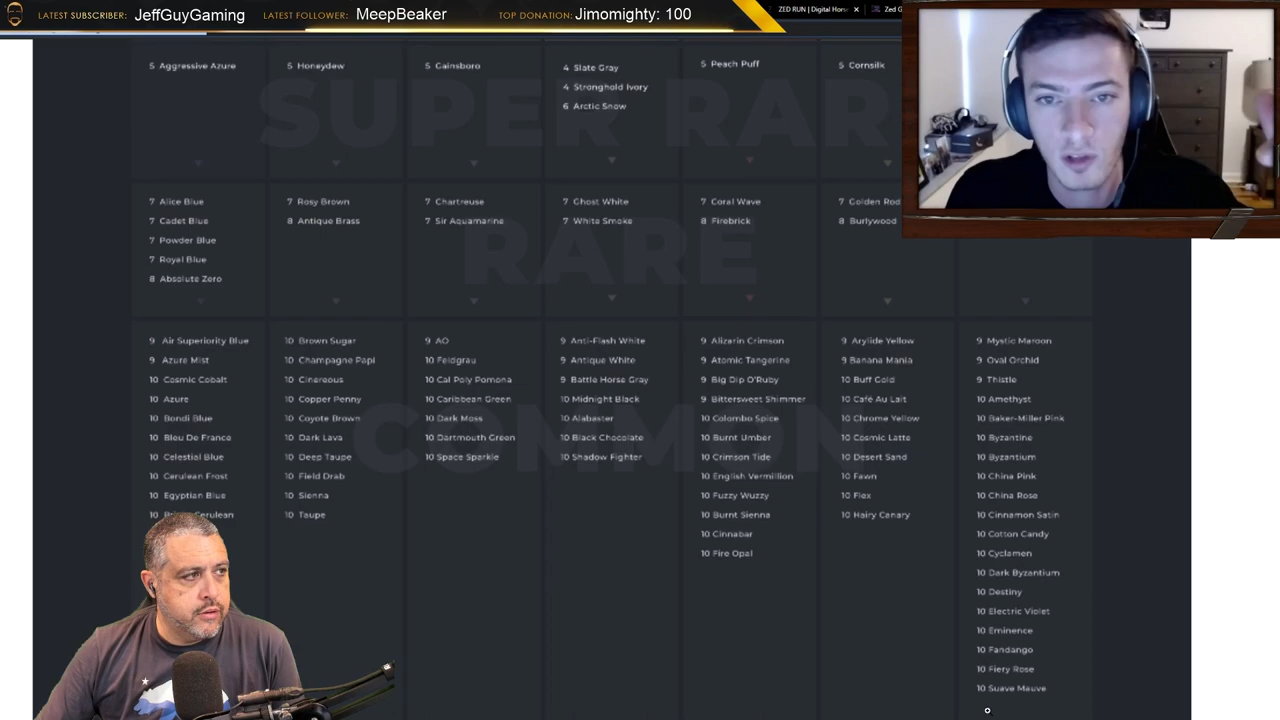 LATEST SUBSCRIBER: JeffGuyGaming
LATEST FOLLOWER: MeepBeaker
TOP DONATION: Jimomighty: 100
ZED RUN | Digital Hors
Zed G
SUPER RAR
5 Aggressive Azure
5 Honeydew
5 Gainsboro
4 Slate Gray
4 Stronghold Ivory
6 Arctic Snow
5 Peach Puff
5 Cornsilk
RARE
7 Alice Blue
7 Cadet Blue
7 Powder Blue
7 Royal Blue
8 Absolute Zero
7 Rosy Brown
8 Antique Brass
7 Chartreuse
7 Sir Aquamarine
7 Ghost White
7 White Smoke
7 Coral Wave
8 Firebrick
7 Golden Rod
8 Burlywood
COMMON
9 Air Superiority Blue
9 Azure Mist
10 Cosmic Cobalt
10 Azure
10 Bondi Blue
10 Bleu De France
10 Celestial Blue
10 Cerulean Frost
10 Egyptian Blue
10 Cerulean
10 Brown Sugar
10 Champagne Papi
10 Cinereous
10 Copper Penny
10 Coyote Brown
10 Dark Lava
10 Deep Taupe
10 Field Drab
10 Sienna
10 Taupe
9 AO
10 Feldgrau
10 Cal Poly Pomona
10 Caribbean Green
10 Dark Moss
10 Dartmouth Green
10 Space Sparkle
9 Anti-Flash White
9 Antique White
9 Battle Horse Gray
10 Midnight Black
10 Alabaster
10 Black Chocolate
10 Shadow Fighter
9 Alizarin Crimson
9 Atomic Tangerine
9 Big Dip O'Ruby
9 Bittersweet Shimmer
10 Colombo Spice
10 Burnt Umber
10 Crimson Tide
10 English Vermillion
10 Fuzzy Wuzzy
10 Burnt Sienna
10 Cinnabar
10 Fire Opal
9 Arylide Yellow
9 Banana Mania
10 Buff Gold
10 Café Au Lait
10 Chrome Yellow
10 Cosmic Latte
10 Desert Sand
10 Fawn
10 Flax
10 Hairy Canary
9 Mystic Maroon
9 Oval Orchid
9 Thistle
10 Amethyst
10 Baker-Miller Pink
10 Byzantine
10 Byzantium
10 China Pink
10 China Rose
10 Cinnamon Satin
10 Cotton Candy
10 Cyclamen
10 Dark Byzantium
10 Destiny
10 Electric Violet
10 Eminence
10 Fandango
10 Fiery Rose
10 Suave Mauve